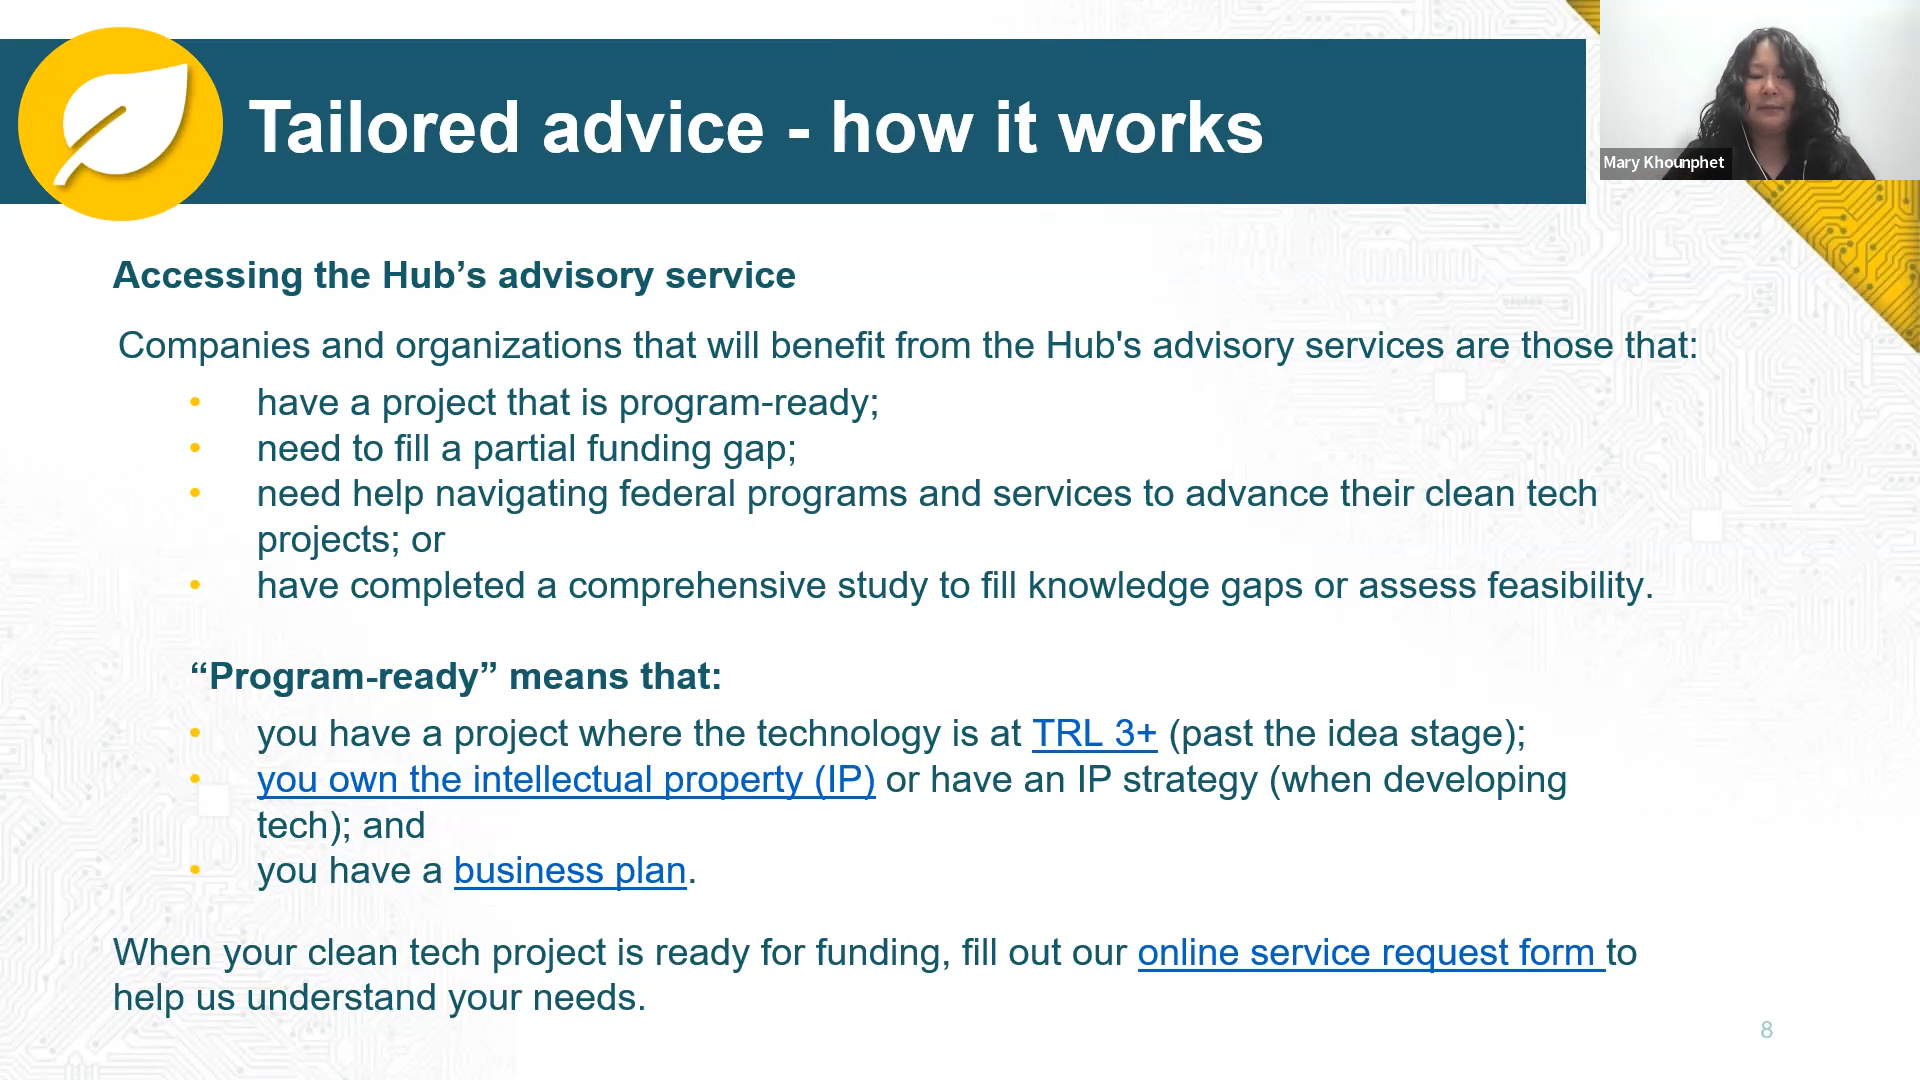 Tailored advice - how it works
Mary Khounphet
Accessing the Hub’s advisory service
Companies and organizations that will benefit from the Hub's advisory services are those that:
• have a project that is program-ready;
• need to fill a partial funding gap;
• need help navigating federal programs and services to advance their clean tech
projects; or
• have completed a comprehensive study to fill knowledge gaps or assess feasibility.
“Program-ready” means that:
• you have a project where the technology is at TRL 3+ (past the idea stage);
• you own the intellectual property (IP) or have an IP strategy (when developing
tech); and
• you have a business plan.
When your clean tech project is ready for funding, fill out our online service request form to
help us understand your needs.
8